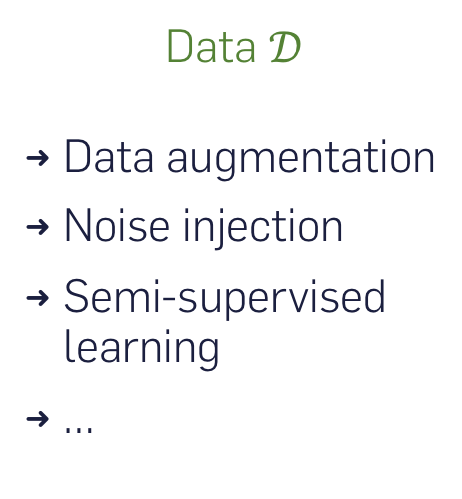 Data 𝒟
➜ Data augmentation
➜ Noise injection
➜ Semi-supervised
learning
➜ ...